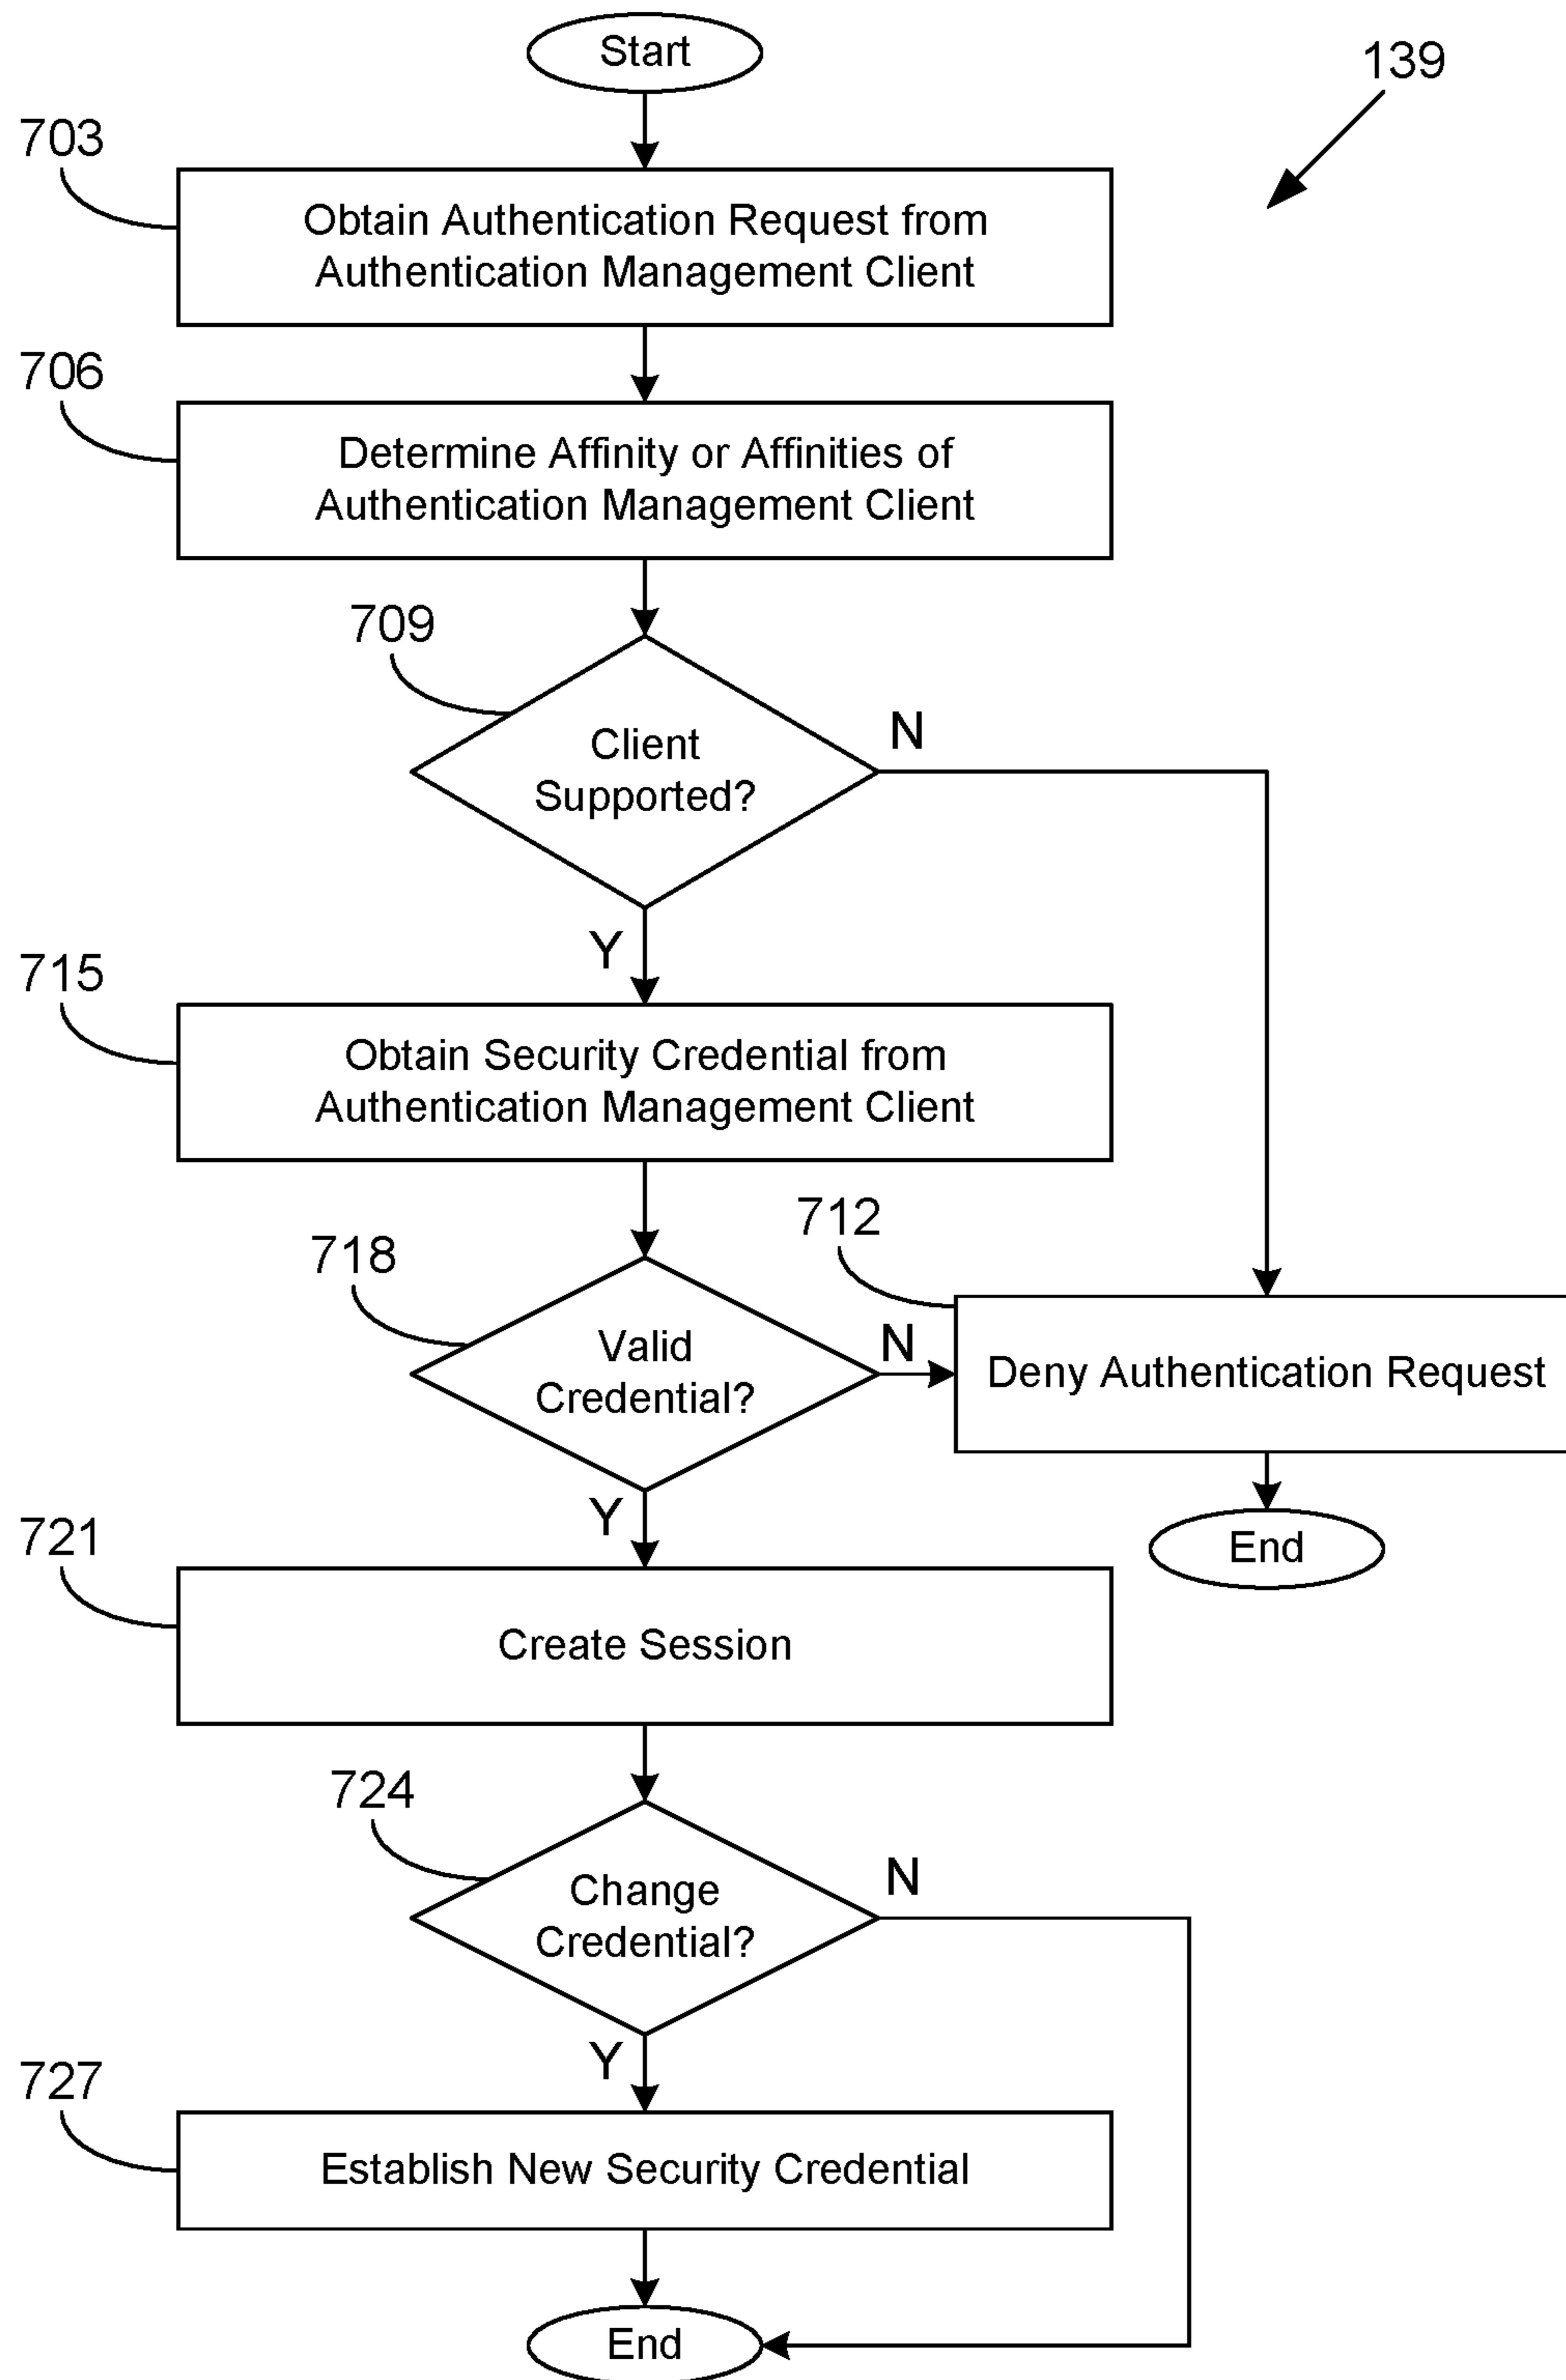 Start
139
703
Obtain Authentication Request from
Authentication Management Client
706
Determine Affinity or Affinities of
Authentication Management Client
709
Client
Supported?
N
Y
715
Obtain Security Credential from
Authentication Management Client
712
718
Valid
Credential?
N
Deny Authentication Request
Y
End
721
Create Session
724
Change
Credential?
N
Y
727
Establish New Security Credential
End